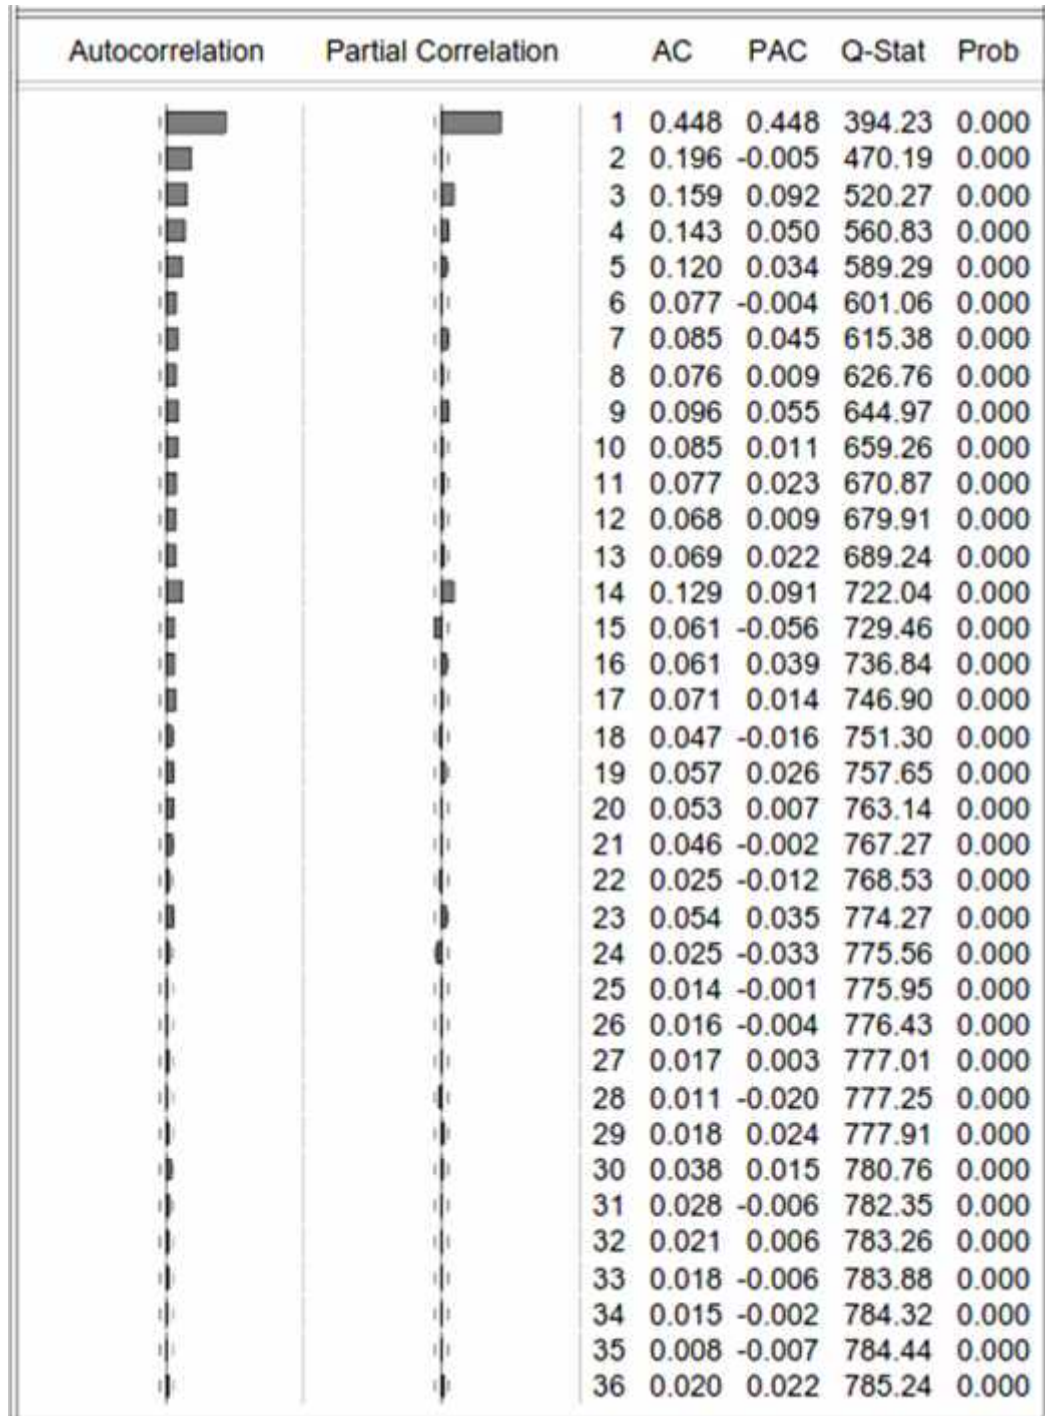 Autocorrelation Partial Correlation AC PAC Q-Stat Prob
1 0.448 0.448 394.23 0.000
2 0.196 -0.005 470.19 0.000
3 0.159 0.092 520.27 0.000
4 0.143 0.050 560.83 0.000
5 0.120 0.034 589.29 0.000
6 0.077 -0.004 601.06 0.000
7 0.085 0.045 615.38 0.000
8 0.076 0.009 626.76 0.000
9 0.096 0.055 644.97 0.000
10 0.085 0.011 659.26 0.000
11 0.077 0.023 670.87 0.000
12 0.068 0.009 679.91 0.000
13 0.069 0.022 689.24 0.000
14 0.129 0.091 722.04 0.000
15 0.061 -0.056 729.46 0.000
16 0.061 0.039 736.84 0.000
17 0.071 0.014 746.90 0.000
18 0.047 -0.016 751.30 0.000
19 0.057 0.026 757.65 0.000
20 0.053 0.007 763.14 0.000
21 0.046 -0.002 767.27 0.000
22 0.025 -0.012 768.53 0.000
23 0.054 0.035 774.27 0.000
24 0.025 -0.033 775.56 0.000
25 0.014 -0.001 775.95 0.000
26 0.016 -0.004 776.43 0.000
27 0.017 0.003 777.01 0.000
28 0.011 -0.020 777.25 0.000
29 0.018 0.024 777.91 0.000
30 0.038 0.015 780.76 0.000
31 0.028 -0.006 782.35 0.000
32 0.021 0.006 783.26 0.000
33 0.018 -0.006 783.88 0.000
34 0.015 -0.002 784.32 0.000
35 0.008 -0.007 784.44 0.000
36 0.020 0.022 785.24 0.000